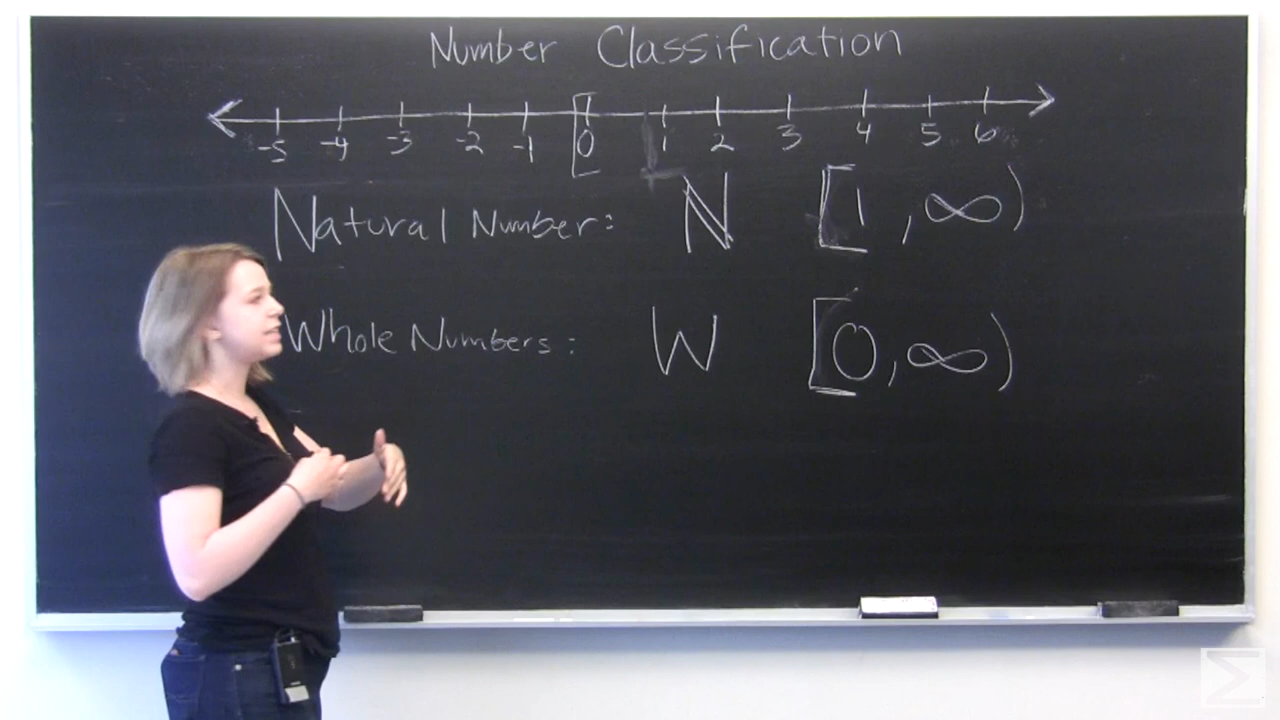 Number Classification
-5 -4 -3 -2 -1 [0 1 2 3 4 5 6
Natural Number: ℕ [1, ∞)
Whole Numbers: W [0, ∞)
Σ